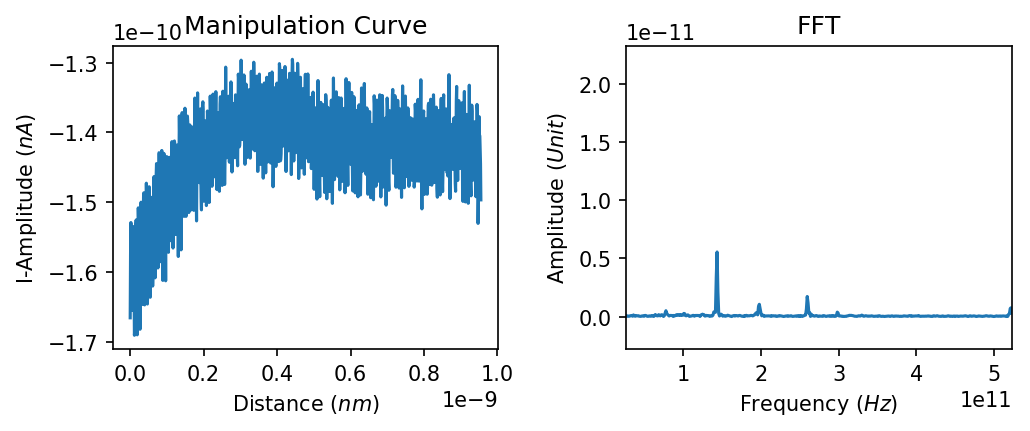 Manipulation Curve
1e−10
−1.3
−1.4
−1.5
−1.6
−1.7
I-Amplitude (nA)
0.0 0.2 0.4 0.6 0.8 1.0
1e−9
Distance (nm)
FFT
1e−11
2.0
1.5
1.0
0.5
0.0
Amplitude (Unit)
1 2 3 4 5
1e11
Frequency (Hz)